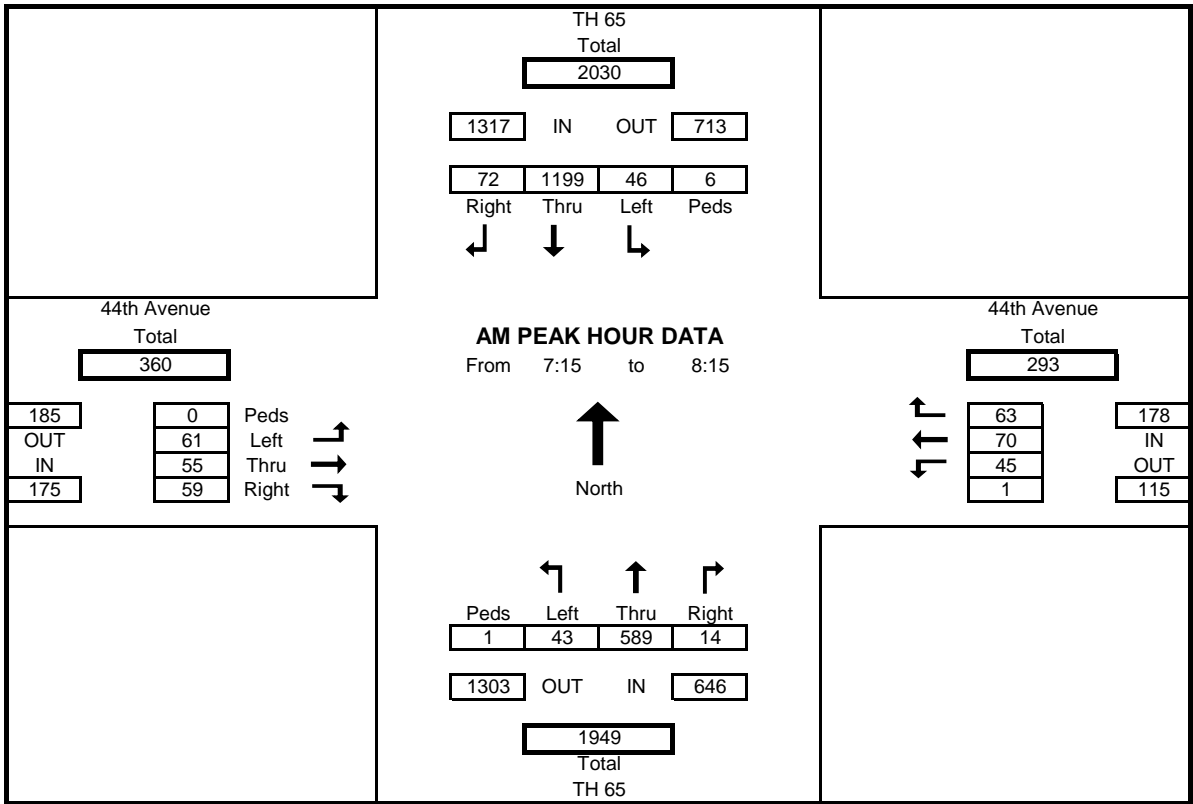 TH 65
Total
2030
1317 IN OUT 713
72 1199 46 6
Right Thru Left Peds
44th Avenue
Total
360
185
OUT
IN
175
0 Peds
61 Left
55 Thru
59 Right
AM PEAK HOUR DATA
From 7:15 to 8:15
North
44th Avenue
Total
293
63
70
45
1
178
IN
OUT
115
Peds Left Thru Right
1 43 589 14
1303 OUT IN 646
1949
Total
TH 65